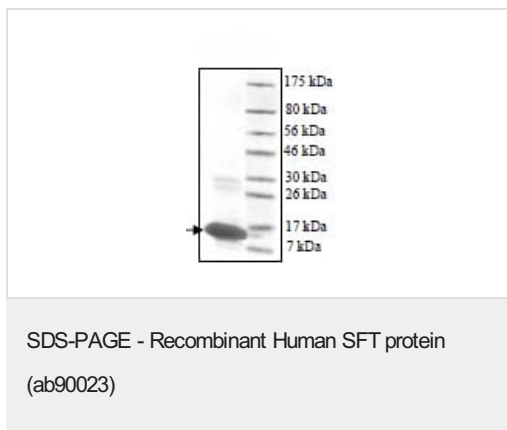 175 kDa
80 kDa
56 kDa
46 kDa
30 kDa
26 kDa
17 kDa
7 kDa
SDS-PAGE - Recombinant Human SFT protein
(ab90023)